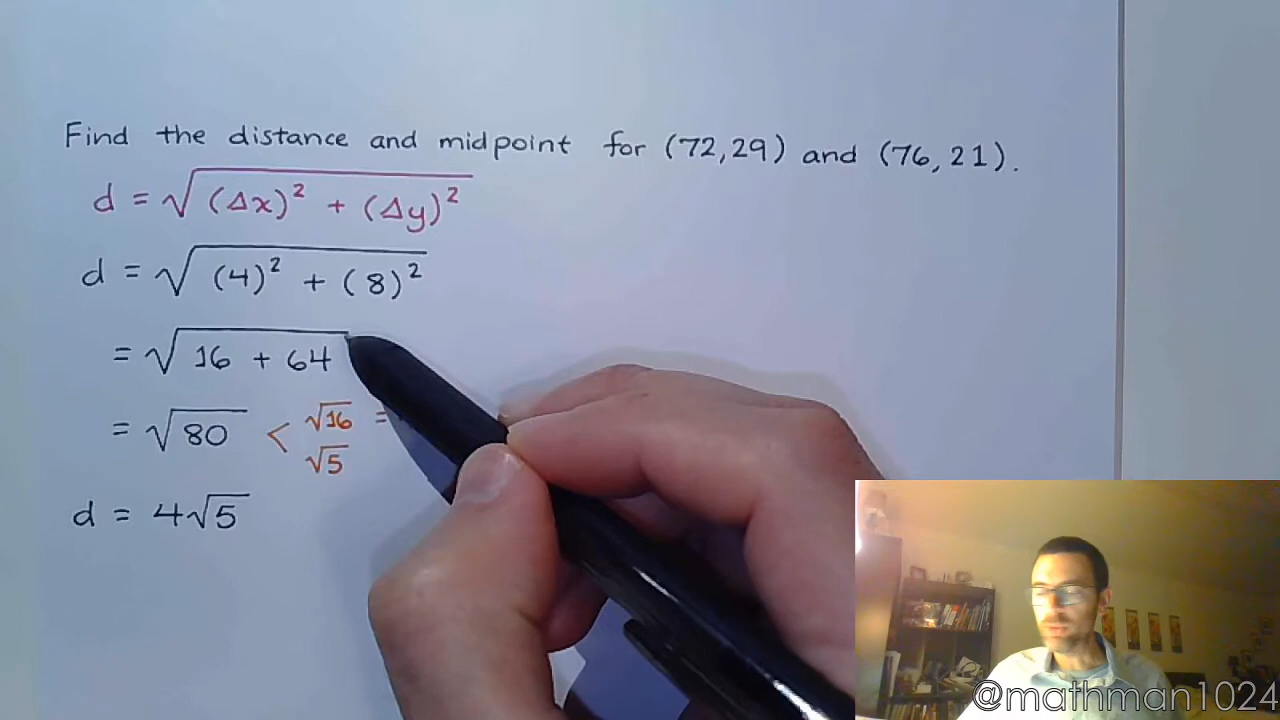 Find the distance and midpoint for (72,29) and (76,21).
d = √(Δx)² + (Δy)²
d = √(4)² + (8)²
= √16 + 64
= √80 < √16 =
√5
d = 4√5
@mathman1024